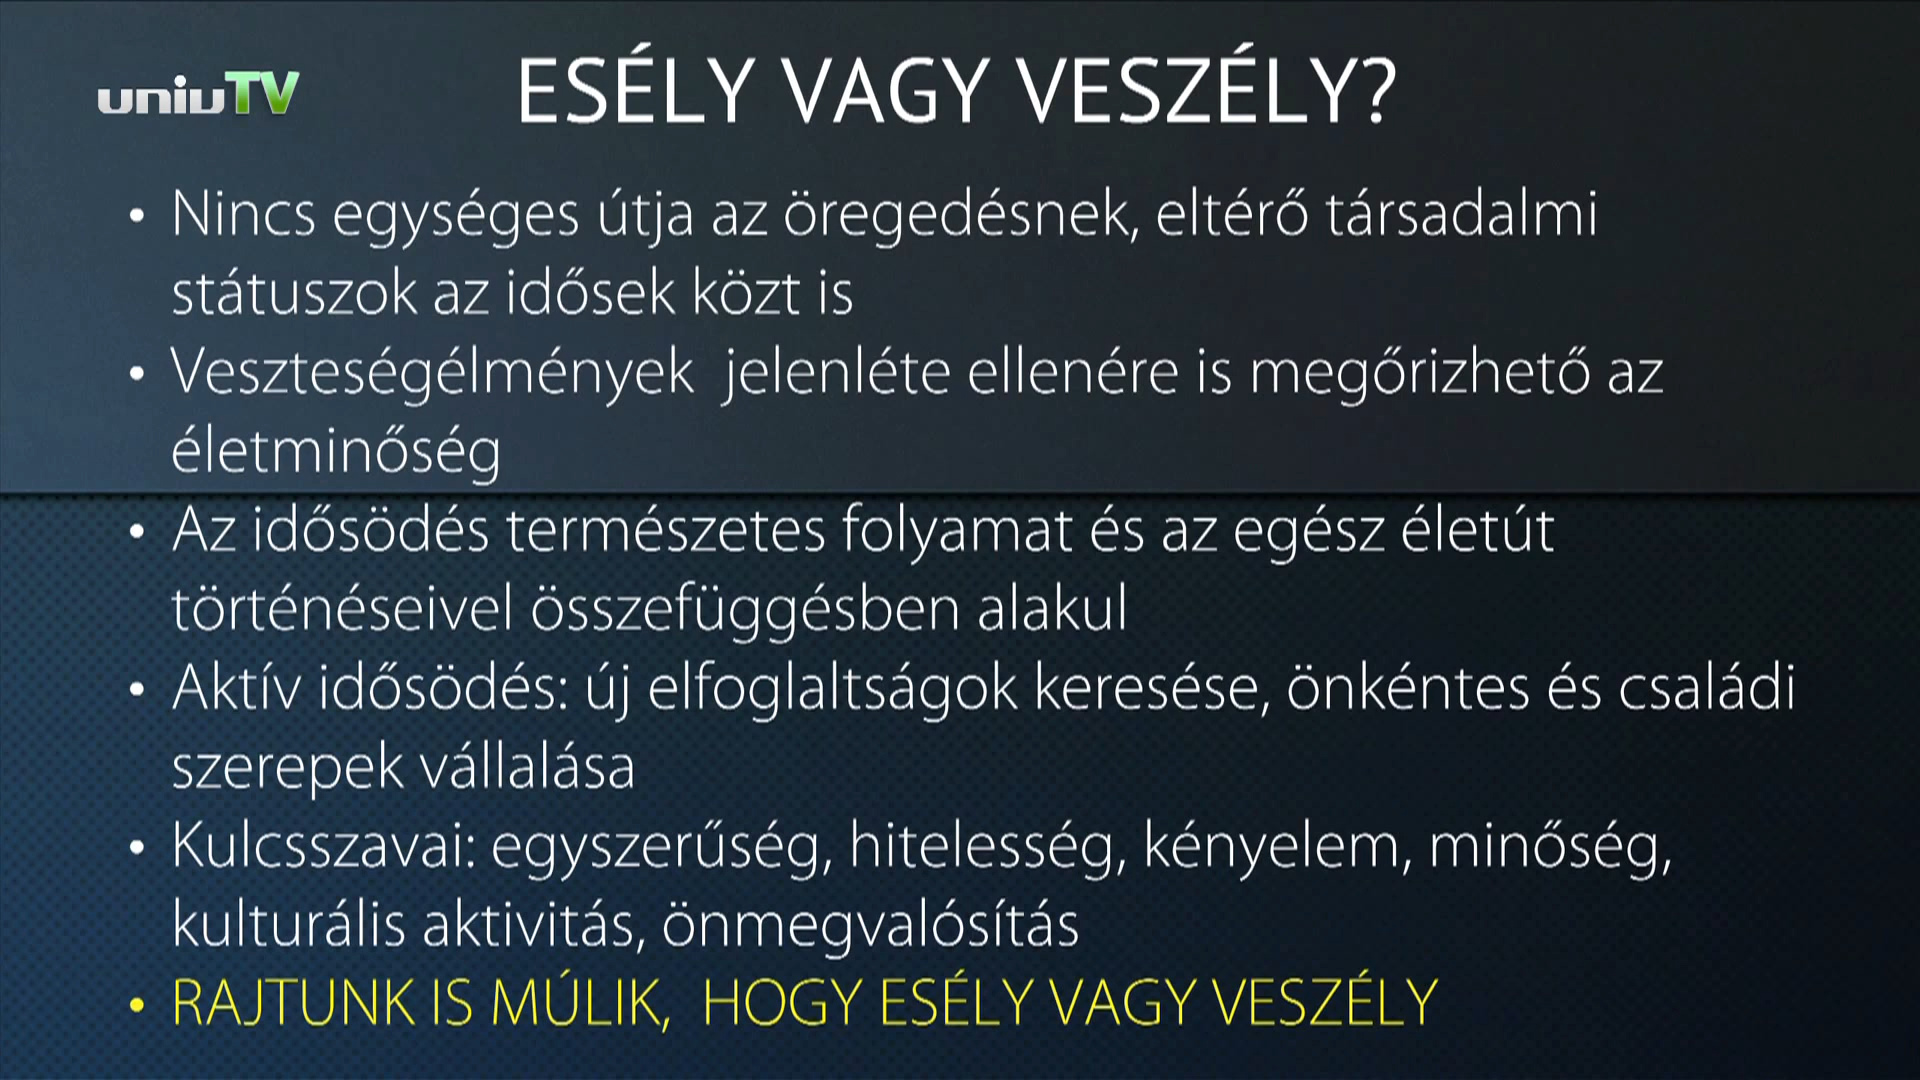 uniuTV
ESÉLY VAGY VESZÉLY?
• Nincs egységes útja az öregedésnek, eltérő társadalmi
státuszok az idősek közt is
• Veszteségélmények  jelenléte ellenére is megőrizhető az
életminőség
• Az idősödés természetes folyamat és az egész életút
történéseivel összefüggésben alakul
• Aktív idősödés: új elfoglaltságok keresése, önkéntes és családi
szerepek vállalása
• Kulcsszavai: egyszerűség, hitelesség, kényelem, minőség,
kulturális aktivitás, önmegvalósítás
• RAJTUNK IS MÚLIK,  HOGY ESÉLY VAGY VESZÉLY